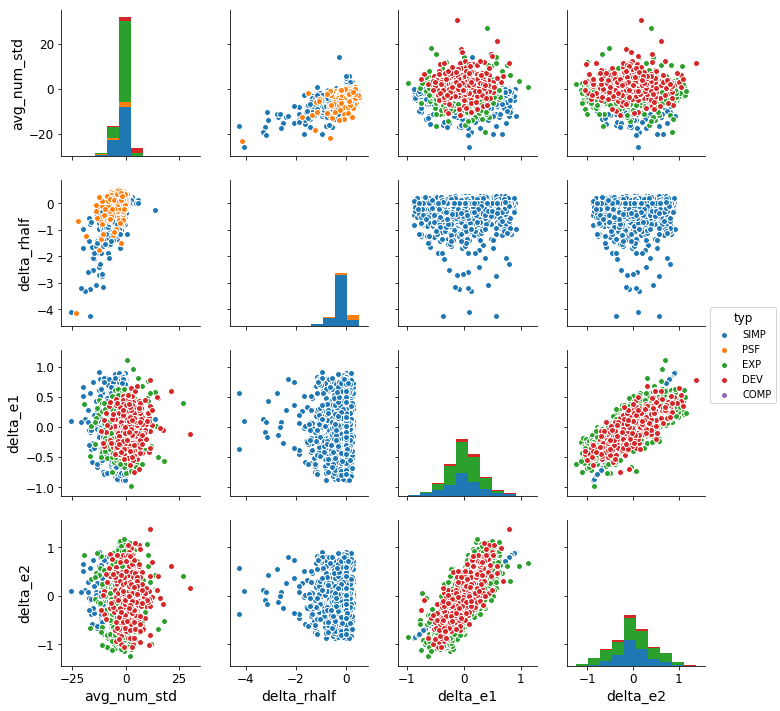 avg_num_std
20
0
−20
delta_rhalf
0
−1
−2
−3
−4
delta_e1
1.0
0.5
0.0
−0.5
−1.0
delta_e2
1
0
−1
−25 0 25
avg_num_std
−4 −2 0
delta_rhalf
−1 0 1
delta_e1
−1 0 1
delta_e2
typ
SIMP
PSF
EXP
DEV
COMP